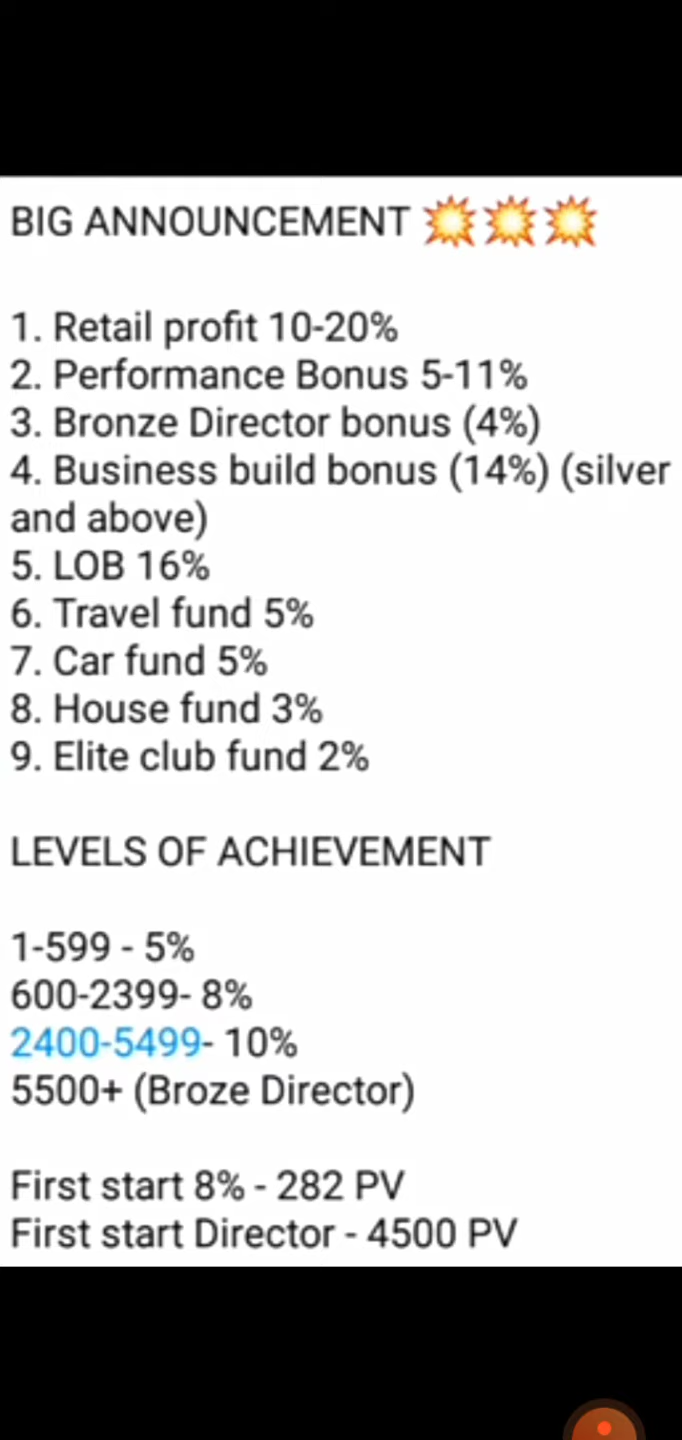 BIG ANNOUNCEMENT 💥💥💥
1. Retail profit 10-20%
2. Performance Bonus 5-11%
3. Bronze Director bonus (4%)
4. Business build bonus (14%) (silver
and above)
5. LOB 16%
6. Travel fund 5%
7. Car fund 5%
8. House fund 3%
9. Elite club fund 2%
LEVELS OF ACHIEVEMENT
1-599 - 5%
600-2399- 8%
2400-5499- 10%
5500+ (Broze Director)
First start 8% - 282 PV
First start Director - 4500 PV